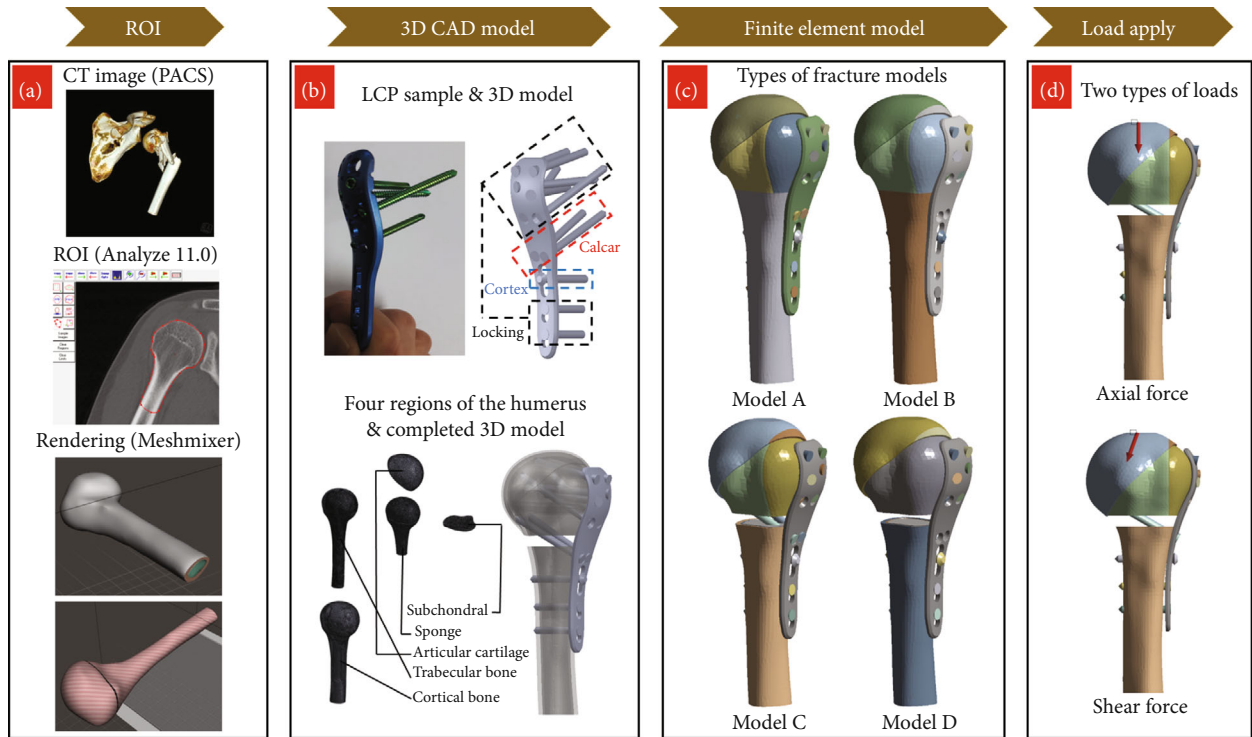 ROI
3D CAD model
Finite element model
Load apply
(a)
CT image (PACS)
ROI (Analyze 11.0)
Rendering (Meshmixer)
(b)
LCP sample & 3D model
Calcar
Cortex
Locking
Four regions of the humerus
& completed 3D model
Subchondral
Sponge
Articular cartilage
Trabecular bone
Cortical bone
(c)
Types of fracture models
Model A
Model B
Model C
Model D
(d)
Two types of loads
Axial force
Shear force